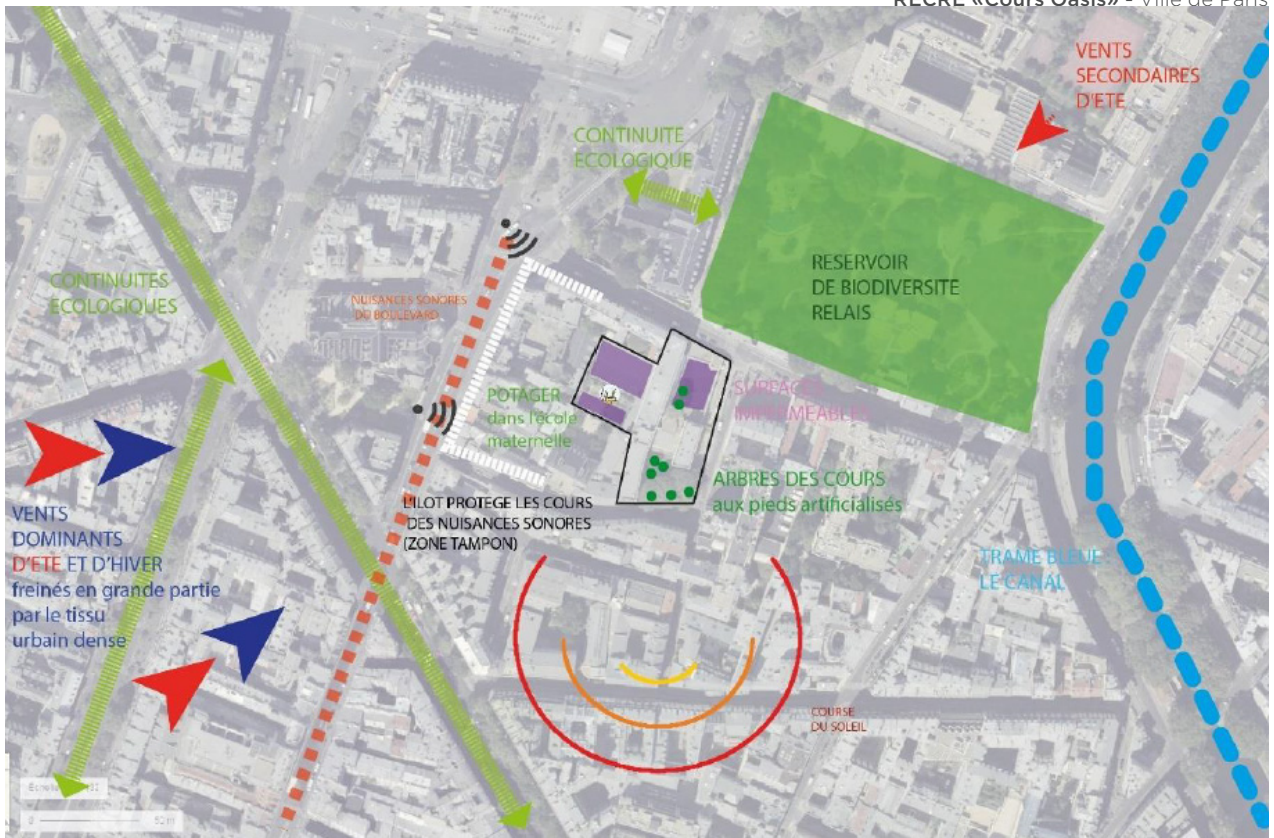 RECRE «Cours Oasis» - Ville de Paris
VENTS
SECONDAIRES
D'ETE
CONTINUITE
ECOLOGIQUE
RESERVOIR
DE BIODIVERSITE
RELAIS
CONTINUITES
ECOLOGIQUES
NUISANCES SONORES
DU BOULEVARD
POTAGER
dans l'école
maternelle
SURFACES
IMPERMEABLES
ARBRES DES COURS
aux pieds artificialisés
L'ILOT PROTEGE LES COURS
DES NUISANCES SONORES
(ZONE TAMPON)
VENTS
DOMINANTS
D'ETE ET D'HIVER
freinés en grande partie
par le tissu
urbain dense
TRAME BLEUE :
LE CANAL
COURSE
DU SOLEIL
0 50 m